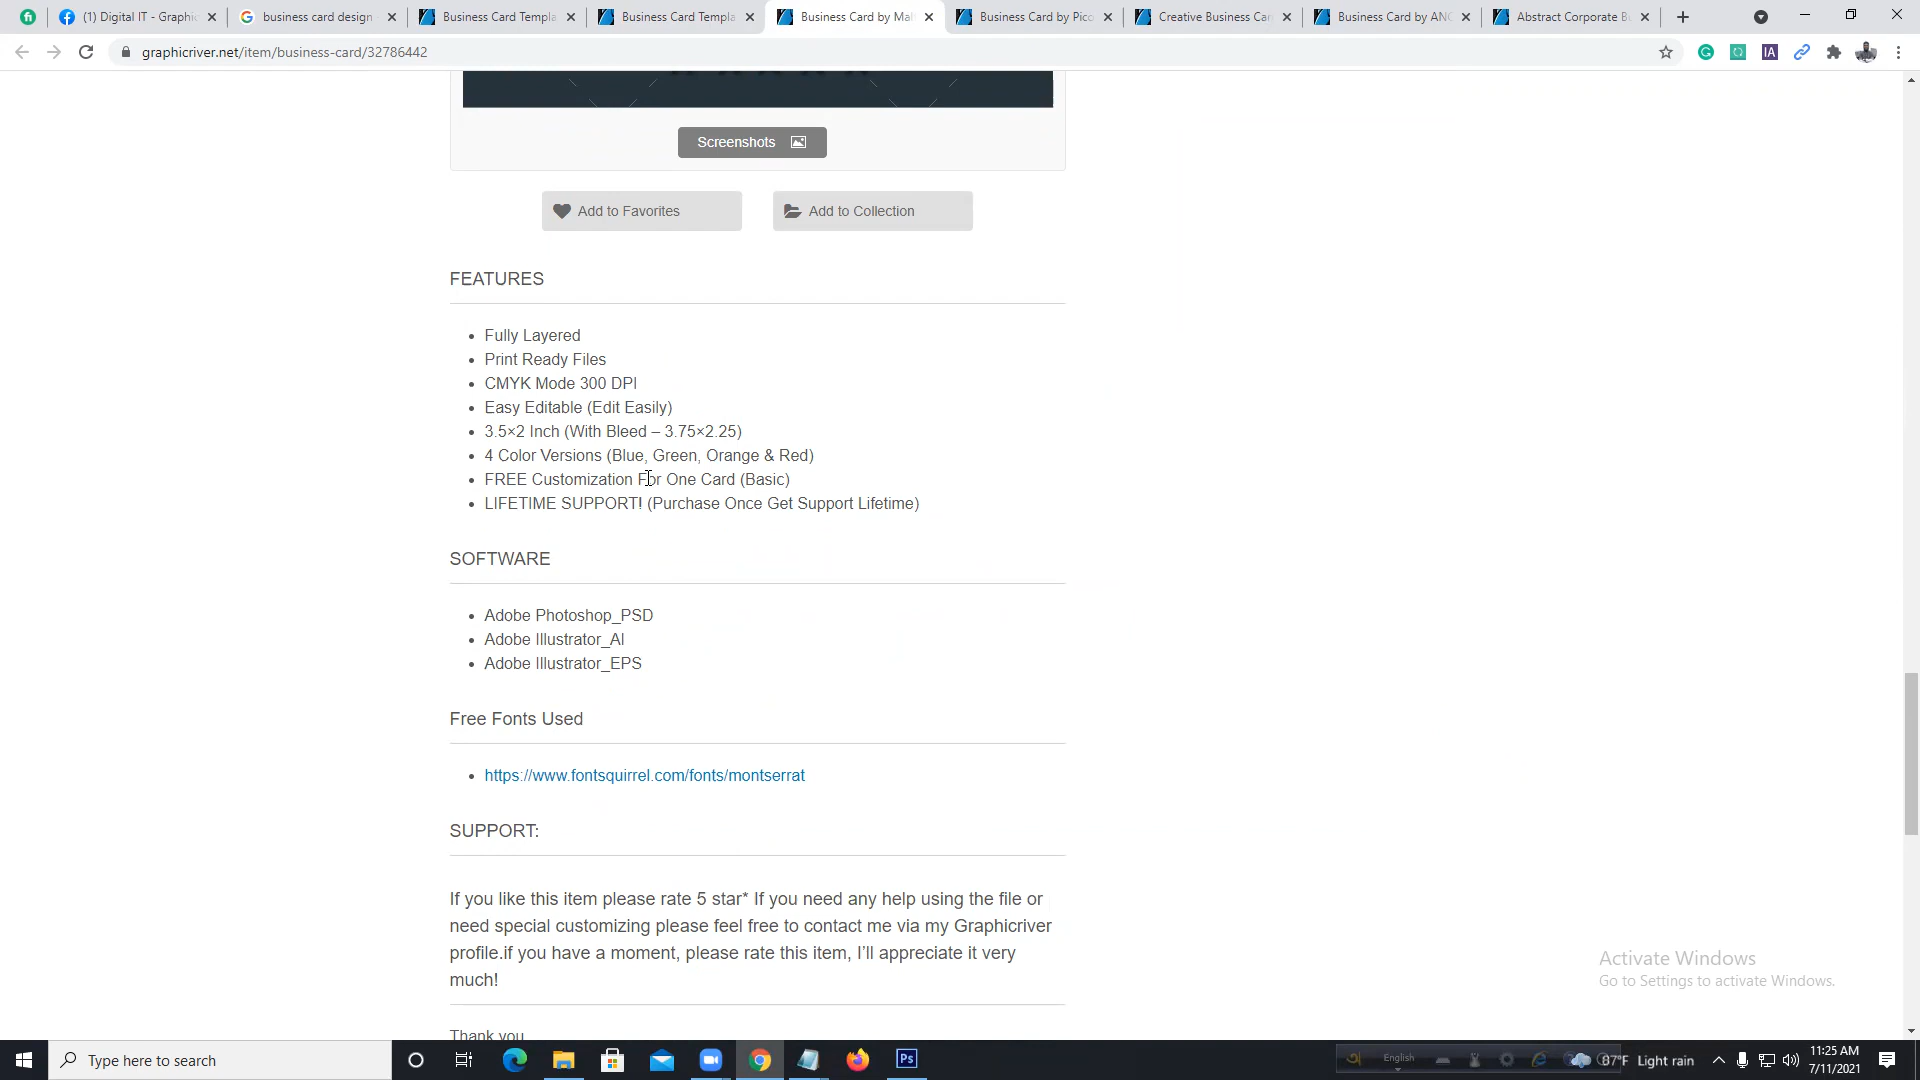 (1) Digital IT - Graphic
business card design
Business Card Templa
Business Card Templa
Business Card by Mah
Business Card by Pico
Creative Business Car
Business Card by ANC
Abstract Corporate B
graphicriver.net/item/business-card/32786442
Screenshots
Add to Favorites
Add to Collection
FEATURES
Fully Layered
Print Ready Files
CMYK Mode 300 DPI
Easy Editable (Edit Easily)
3.5×2 Inch (With Bleed – 3.75×2.25)
4 Color Versions (Blue, Green, Orange & Red)
FREE Customization For One Card (Basic)
LIFETIME SUPPORT! (Purchase Once Get Support Lifetime)
SOFTWARE
Adobe Photoshop_PSD
Adobe Illustrator_AI
Adobe Illustrator_EPS
Free Fonts Used
https://www.fontsquirrel.com/fonts/montserrat
SUPPORT:
If you like this item please rate 5 star* If you need any help using the file or
need special customizing please feel free to contact me via my Graphicriver
profile.if you have a moment, please rate this item, I'll appreciate it very
much!
Thank you
Activate Windows
Go to Settings to activate Windows.
Type here to search
Ps
English
87°F Light rain
11:25 AM
7/11/2021